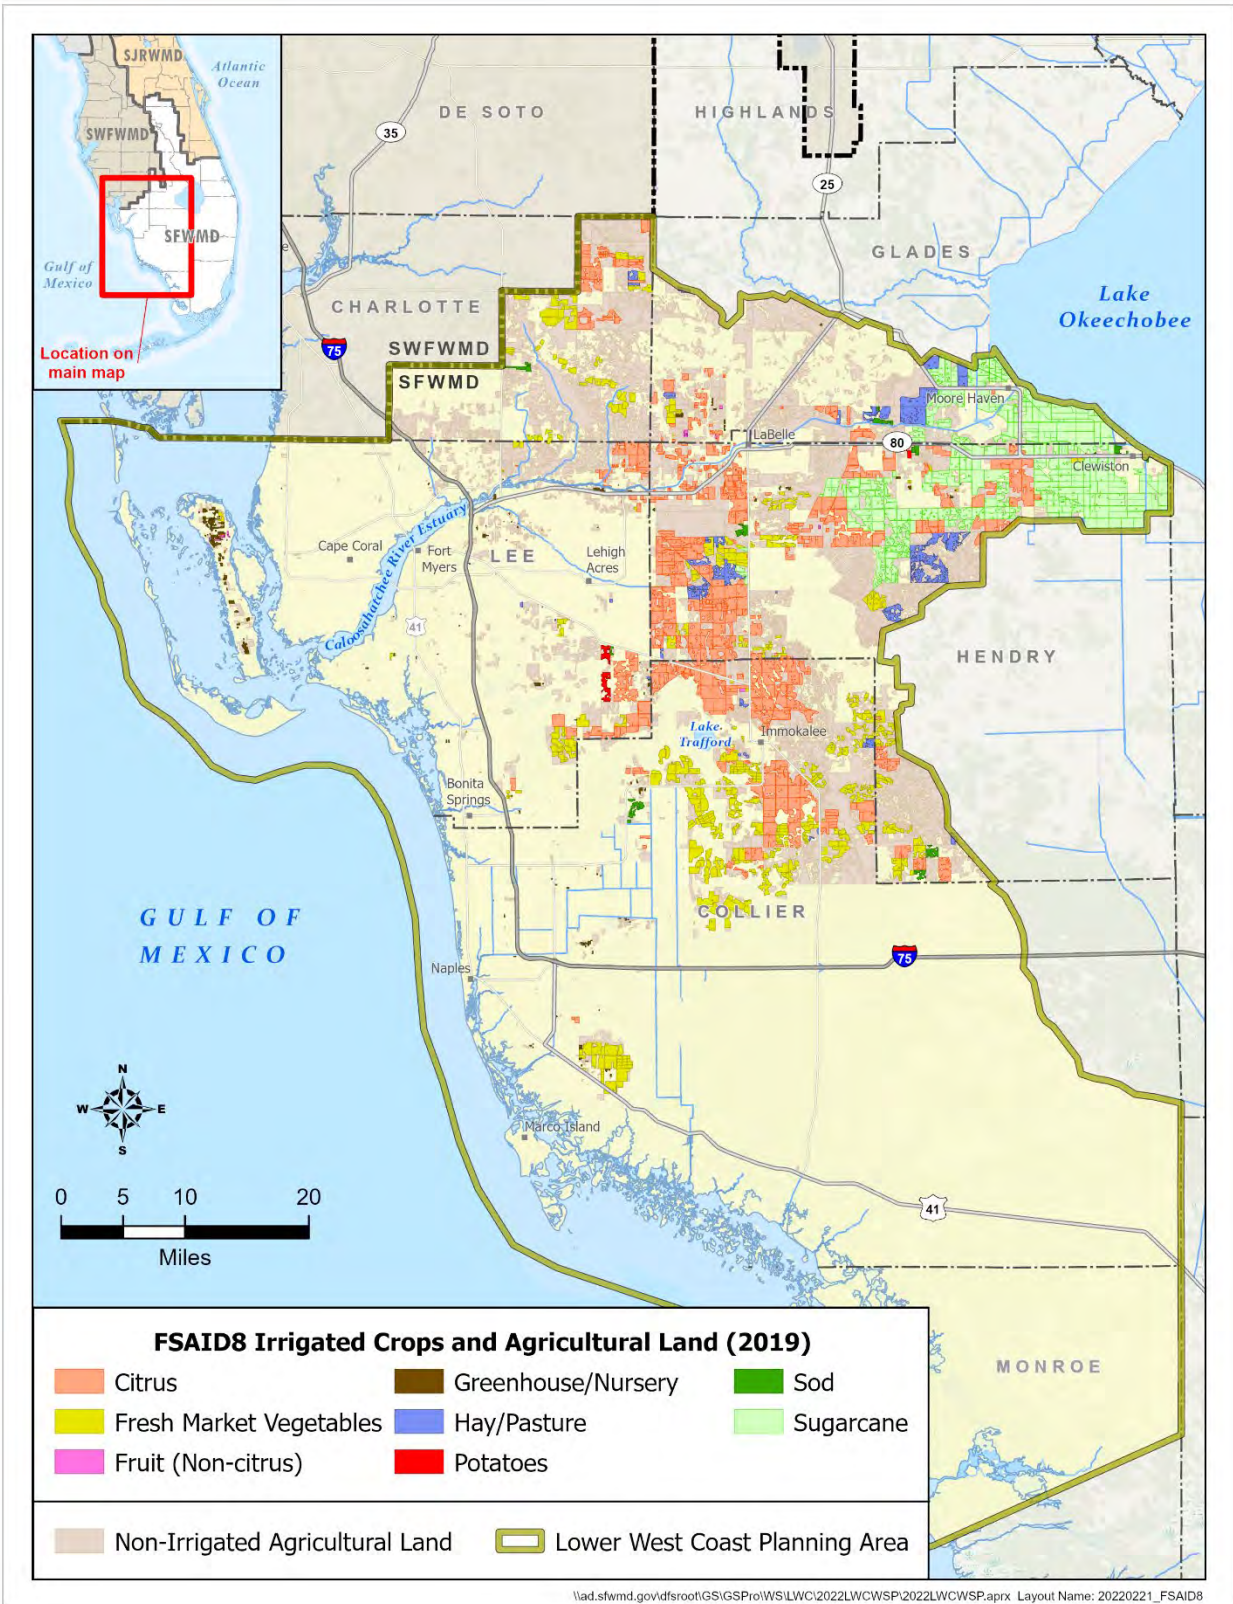 SJRWMD
Atlantic
Ocean
SWFWMD
SFWMD
Gulf of
Mexico
Location on
main map
DE SOTO
HIGHLANDS
35
25
GLADES
Lake
Okeechobee
CHARLOTTE
75
SWFWMD
SFWMD
Moore Haven
LaBelle
80
Clewiston
Caloosahatchee River Estuary
Cape Coral
Fort
Myers
LEE
Lehigh
Acres
41
HENDRY
Lake
Trafford
Immokalee
Bonita
Springs
GULF OF
MEXICO
COLLIER
75
Naples
N
W E
S
Marco Island
0 5 10 20
Miles
41
MONROE
FSAID8 Irrigated Crops and Agricultural Land (2019)
Citrus
Greenhouse/Nursery
Sod
Fresh Market Vegetables
Hay/Pasture
Sugarcane
Fruit (Non-citrus)
Potatoes
Non-Irrigated Agricultural Land
Lower West Coast Planning Area
\\ad.sfwmd.gov\dfsroot\GS\GSPro\WS\LWC\2022LWCWSP\2022LWCWSP.aprx Layout Name: 20220221_FSAID8